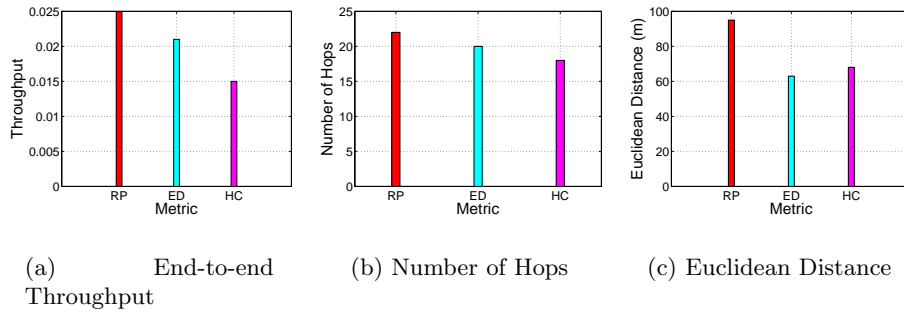 0.025
0.02
0.015
0.01
0.005
0
Throughput
RP ED HC
Metric
25
20
15
10
5
0
Number of Hops
RP ED HC
Metric
100
80
60
40
20
0
Euclidean Distance (m)
RP ED HC
Metric
(a) End-to-end
Throughput
(b) Number of Hops
(c) Euclidean Distance